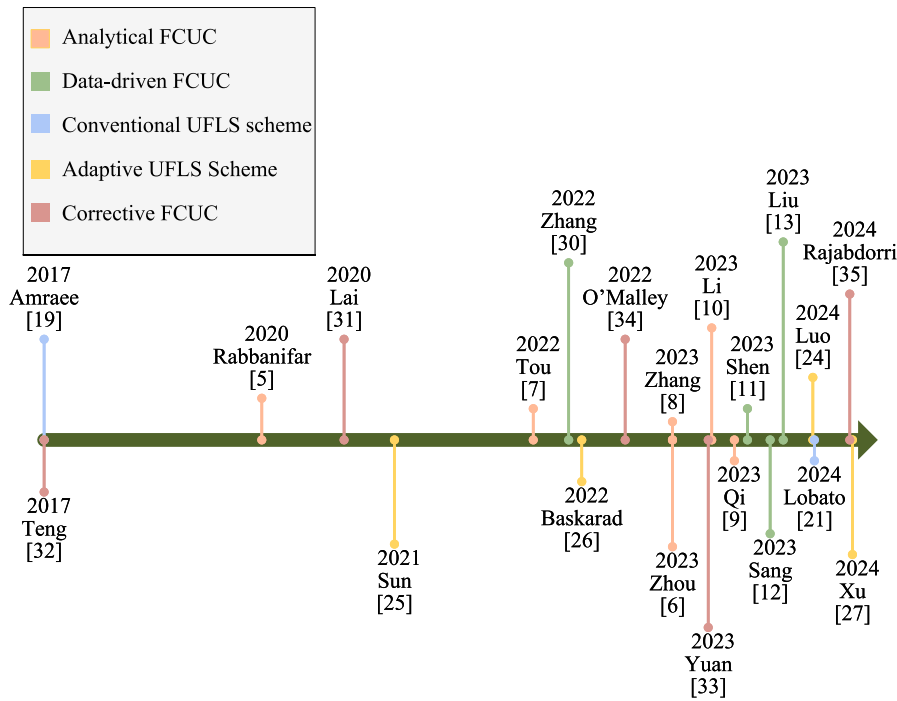 Analytical FCUC
Data-driven FCUC
Conventional UFLS scheme
Adaptive UFLS Scheme
Corrective FCUC
2017
Amraee
[19]
2017
Teng
[32]
2020
Rabbanifar
[5]
2020
Lai
[31]
2021
Sun
[25]
2022
Tou
[7]
2022
Zhang
[30]
2022
Baskarad
[26]
2022
O’Malley
[34]
2023
Zhang
[8]
2023
Zhou
[6]
2023
Li
[10]
2023
Yuan
[33]
2023
Qi
[9]
2023
Shen
[11]
2023
Sang
[12]
2023
Liu
[13]
2024
Luo
[24]
2024
Lobato
[21]
2024
Rajabdorri
[35]
2024
Xu
[27]